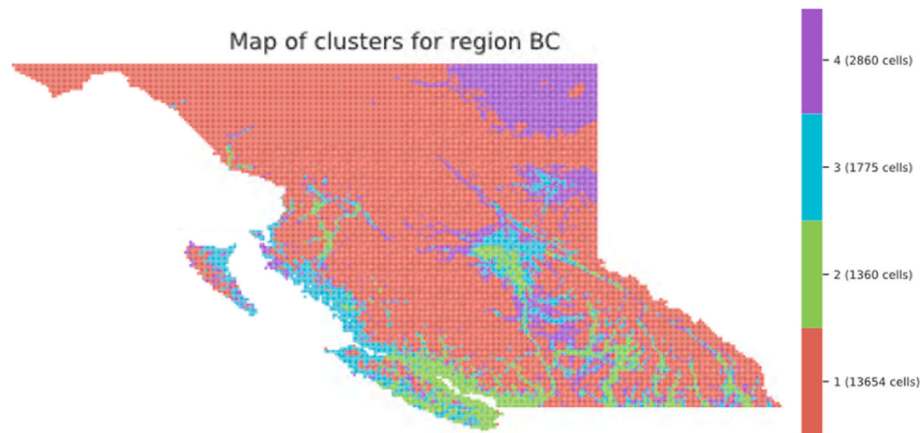 Map of clusters for region BC
4 (2860 cells)
3 (1775 cells)
2 (1360 cells)
1 (13654 cells)